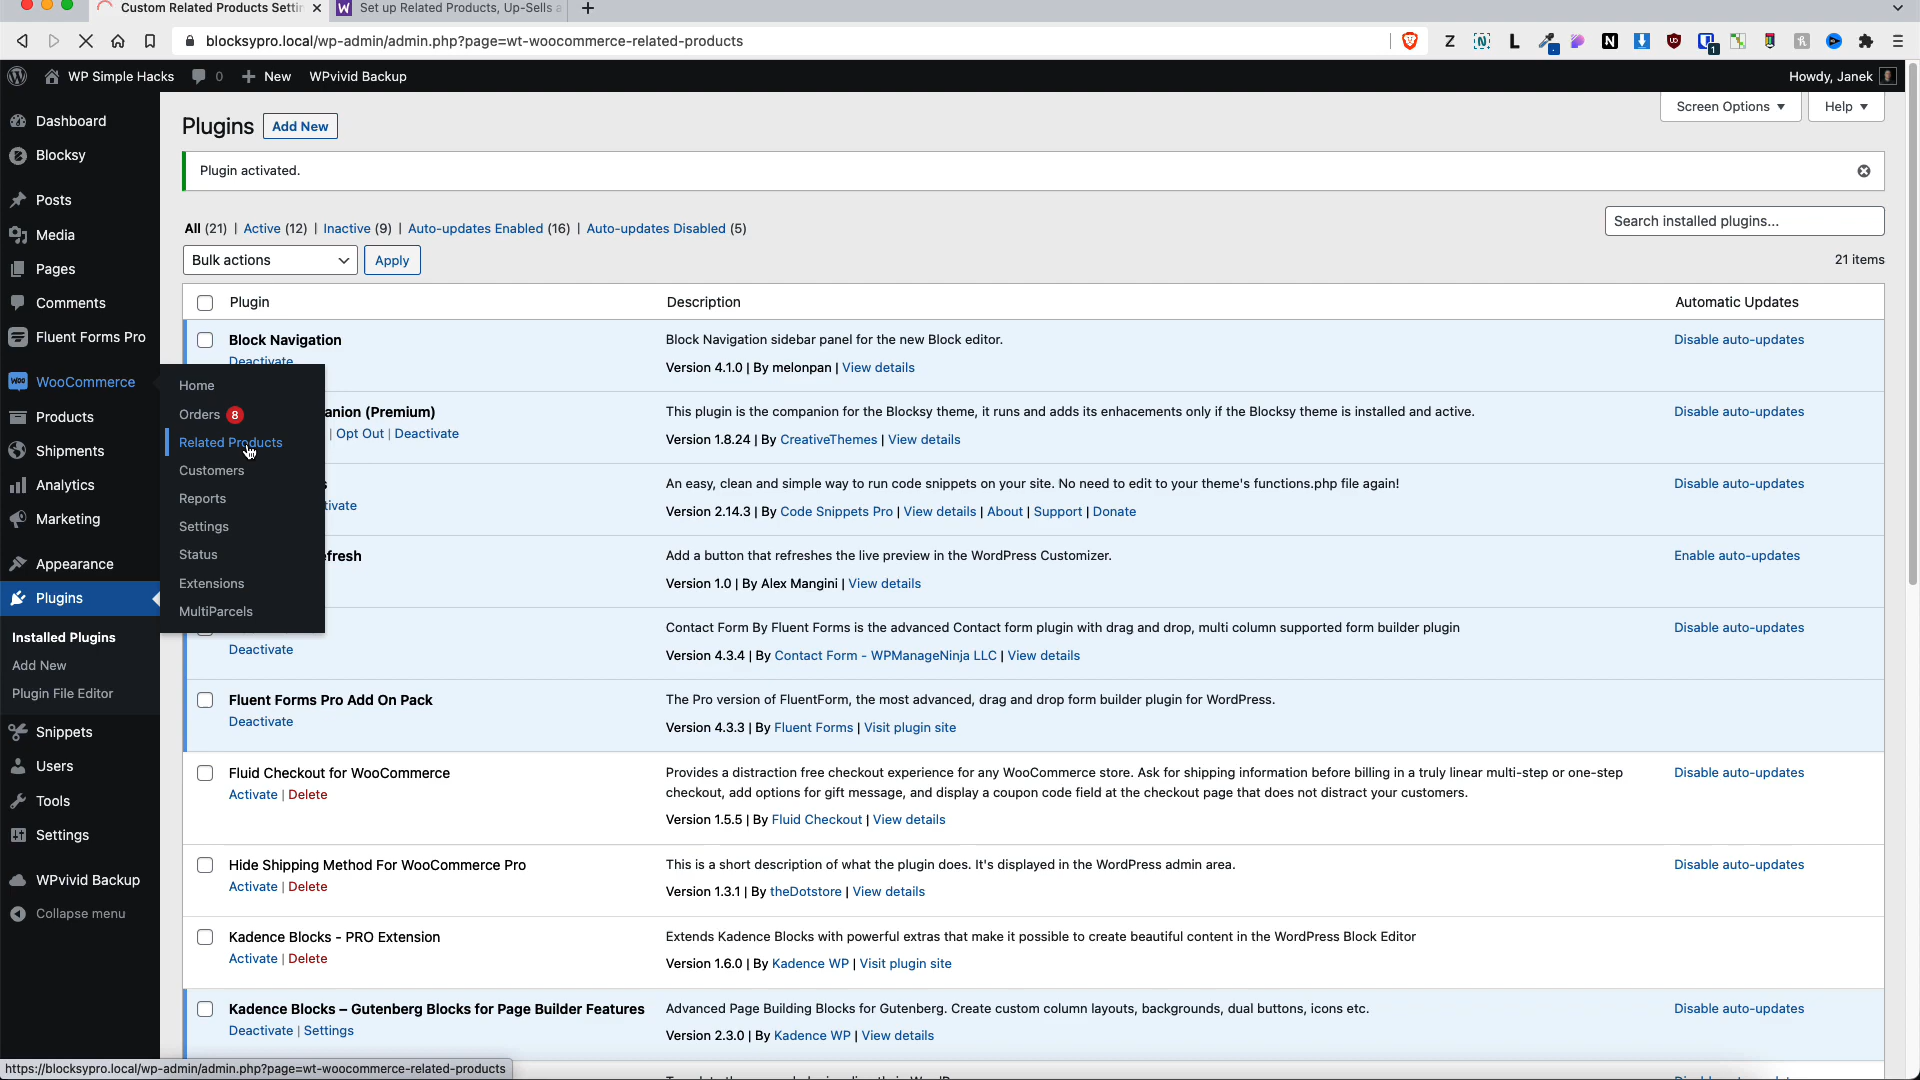 Custom Related Products Settin
Set up Related Products, Up-Sells a
blocksypro.local/wp-admin/admin.php?page=wt-woocommerce-related-products
WP Simple Hacks
0
New
WPvivid Backup
Howdy, Janek
Dashboard
Blocksy
Posts
Media
Pages
Comments
Fluent Forms Pro
WooCommerce
Products
Shipments
Analytics
Marketing
Appearance
Plugins
Installed Plugins
Add New
Plugin File Editor
Snippets
Users
Tools
Settings
WPvivid Backup
Collapse menu
Home
Orders 8
Related Products
Customers
Reports
Settings
Status
Extensions
MultiParcels
Screen Options
Help
Plugins
Add New
Plugin activated.
All (21) | Active (12) | Inactive (9) | Auto-updates Enabled (16) | Auto-updates Disabled (5)
Search installed plugins...
Bulk actions
Apply
21 items
Plugin
Description
Automatic Updates
Block Navigation
Deactivate
Block Navigation sidebar panel for the new Block editor.
Version 4.1.0 | By melonpan | View details
Disable auto-updates
anion (Premium)
| Opt Out | Deactivate
This plugin is the companion for the Blocksy theme, it runs and adds its enhacements only if the Blocksy theme is installed and active.
Version 1.8.24 | By CreativeThemes | View details
Disable auto-updates
s
tivate
An easy, clean and simple way to run code snippets on your site. No need to edit to your theme's functions.php file again!
Version 2.14.3 | By Code Snippets Pro | View details | About | Support | Donate
Disable auto-updates
efresh
Add a button that refreshes the live preview in the WordPress Customizer.
Version 1.0 | By Alex Mangini | View details
Enable auto-updates
Deactivate
Contact Form By Fluent Forms is the advanced Contact form plugin with drag and drop, multi column supported form builder plugin
Version 4.3.4 | By Contact Form - WPManageNinja LLC | View details
Disable auto-updates
Fluent Forms Pro Add On Pack
Deactivate
The Pro version of FluentForm, the most advanced, drag and drop form builder plugin for WordPress.
Version 4.3.3 | By Fluent Forms | Visit plugin site
Fluid Checkout for WooCommerce
Activate | Delete
Provides a distraction free checkout experience for any WooCommerce store. Ask for shipping information before billing in a truly linear multi-step or one-step
checkout, add options for gift message, and display a coupon code field at the checkout page that does not distract your customers.
Version 1.5.5 | By Fluid Checkout | View details
Disable auto-updates
Hide Shipping Method For WooCommerce Pro
Activate | Delete
This is a short description of what the plugin does. It's displayed in the WordPress admin area.
Version 1.3.1 | By theDotstore | View details
Disable auto-updates
Kadence Blocks - PRO Extension
Activate | Delete
Extends Kadence Blocks with powerful extras that make it possible to create beautiful content in the WordPress Block Editor
Version 1.6.0 | By Kadence WP | Visit plugin site
Kadence Blocks – Gutenberg Blocks for Page Builder Features
Deactivate | Settings
Advanced Page Building Blocks for Gutenberg. Create custom column layouts, backgrounds, dual buttons, icons etc.
Version 2.3.0 | By Kadence WP | View details
Disable auto-updates
https://blocksypro.local/wp-admin/admin.php?page=wt-woocommerce-related-products